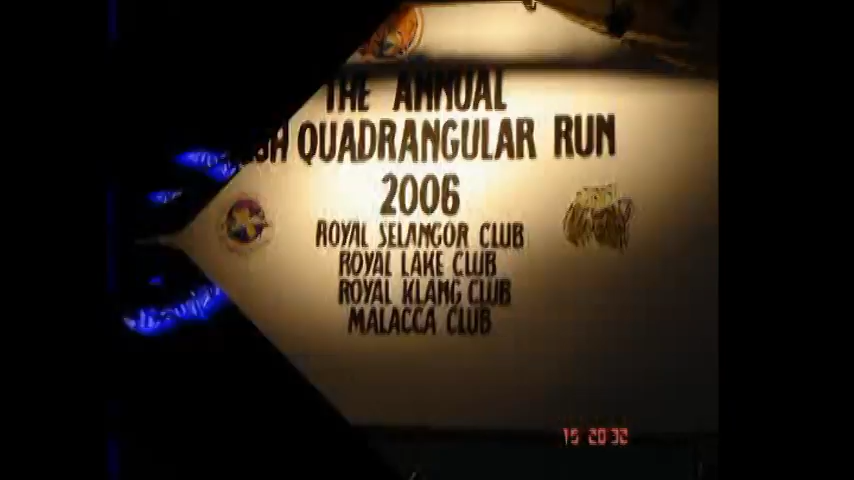 THE ANNUAL
QUADRANGULAR RUN
2006
ROYAL SELANGOR CLUB
ROYAL LAKE CLUB
ROYAL KLANG CLUB
MALACCA CLUB
15 20:32